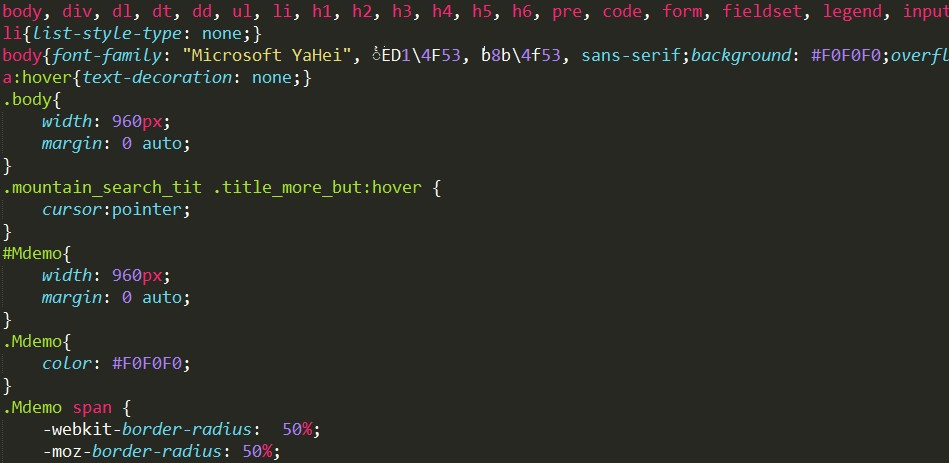 body, div, dl, dt, dd, ul, li, h1, h2, h3, h4, h5, h6, pre, code, form, fieldset, legend, input
li{list-style-type: none;}
body{font-family: "Microsoft YaHei", ED1\4F53, b8b\4f53, sans-serif;background: #F0F0F0;overfl
a:hover{text-decoration: none;}
.body{
width: 960px;
margin: 0 auto;
}
.mountain_search_tit .title_more_but:hover {
cursor:pointer;
}
#Mdemo{
width: 960px;
margin: 0 auto;
}
.Mdemo{
color: #F0F0F0;
}
.Mdemo span {
-webkit-border-radius: 50%;
-moz-border-radius: 50%;